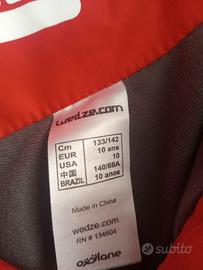 wedze.com
Cm 133/142
EUR 10 ans
USA 10
中国 140/68A
BRAZIL 10 anos
Made in China
wedze.com
RN # 134604
oxylane
subito